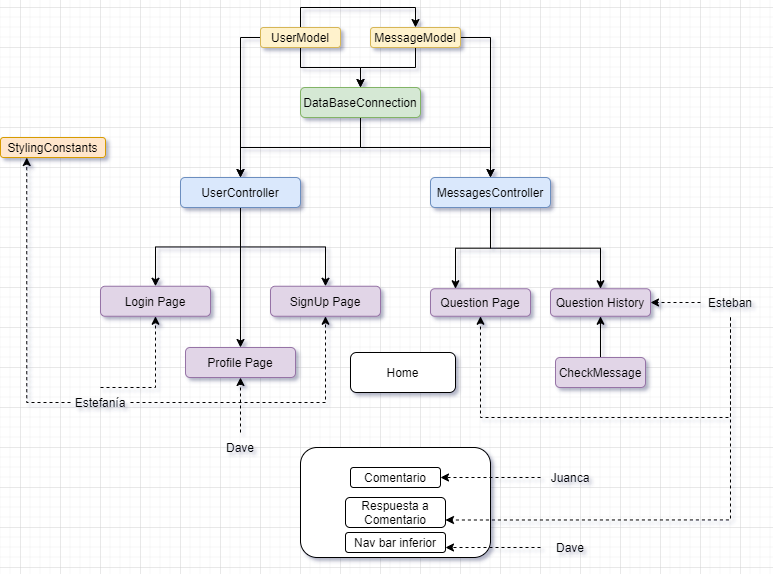 UserModel
MessageModel
DataBaseConnection
StylingConstants
UserController
MessagesController
Login Page
SignUp Page
Question Page
Question History
Esteban
Profile Page
Home
CheckMessage
Estefanía
Dave
Comentario
Juanca
Respuesta a
Comentario
Nav bar inferior
Dave